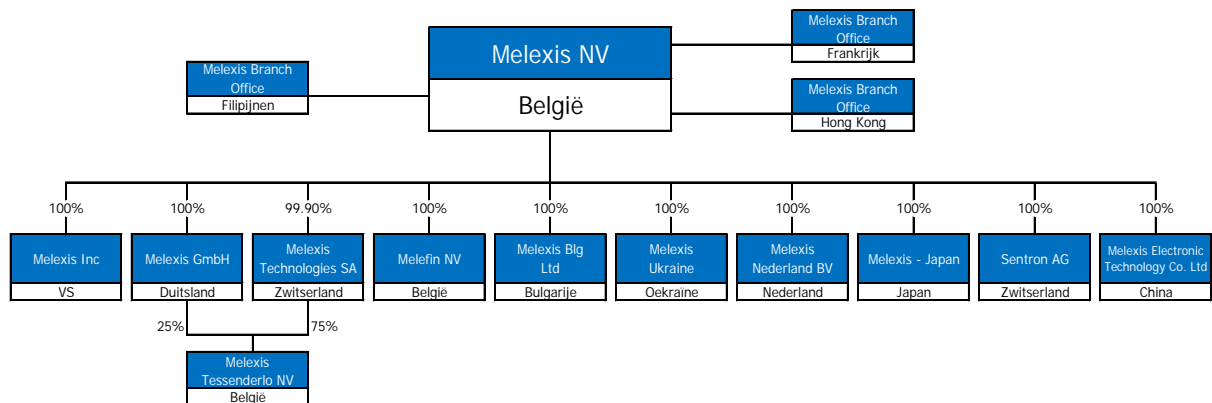 Melexis Branch
Office
Frankrijk
Melexis NV
België
Melexis Branch
Office
Filipijnen
Melexis Branch
Office
Hong Kong
100%
100%
99.90%
100%
100%
100%
100%
100%
100%
100%
Melexis Inc
VS
Melexis GmbH
Duitsland
Melexis
Technologies SA
Zwitserland
Melefin NV
België
Melexis Blg
Ltd
Bulgarije
Melexis
Ukraine
Oekraïne
Melexis
Nederland BV
Nederland
Melexis - Japan
Japan
Sentron AG
Zwitserland
Melexis Electronic
Technology Co. Ltd
China
25%
75%
Melexis
Tessenderlo NV
België